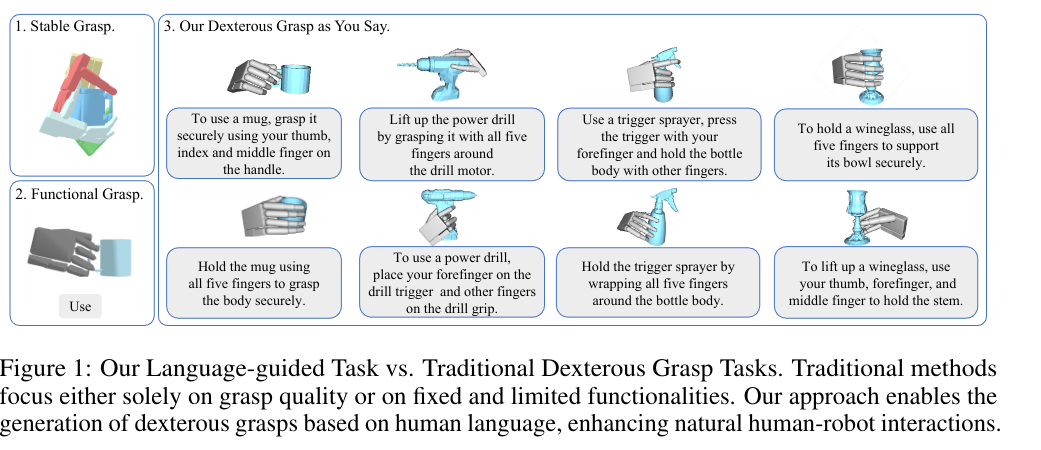 1. Stable Grasp.
3. Our Dexterous Grasp as You Say.
To use a mug, grasp it
securely using your thumb,
index and middle finger on
the handle.
Lift up the power drill
by grasping it with all five
fingers around
the drill motor.
Use a trigger sprayer, press
the trigger with your
forefinger and hold the bottle
body with other fingers.
To hold a wineglass, use all
five fingers to support
its bowl securely.
2. Functional Grasp.
Use
Hold the mug using
all five fingers to grasp
the body securely.
To use a power drill,
place your forefinger on the
drill trigger and other fingers
on the drill grip.
Hold the trigger sprayer by
wrapping all five fingers
around the bottle body.
To lift up a wineglass, use
your thumb, forefinger, and
middle finger to hold the stem.
Figure 1: Our Language-guided Task vs. Traditional Dexterous Grasp Tasks. Traditional methods
focus either solely on grasp quality or on fixed and limited functionalities. Our approach enables the
generation of dexterous grasps based on human language, enhancing natural human-robot interactions.